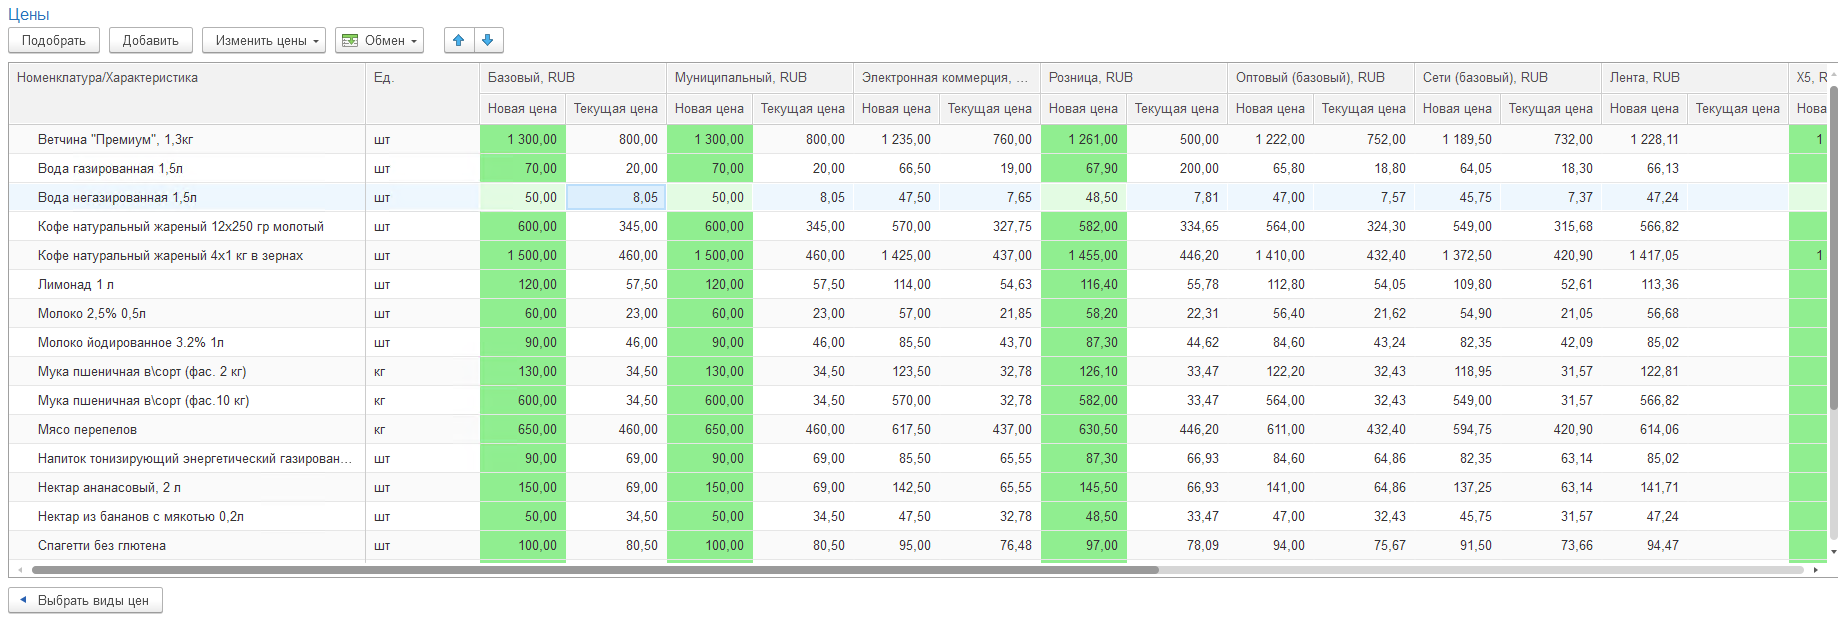 Цены
Подобрать Добавить Изменить цены Обмен
Номенклатура/Характеристика Ед. Базовый, RUB Муниципальный, RUB Электронная коммерция, ... Розница, RUB Оптовый (базовый), RUB Сети (базовый), RUB Лента, RUB X5, R
Новая цена Текущая цена Новая цена Текущая цена Новая цена Текущая цена Новая цена Текущая цена Новая цена Текущая цена Новая цена Текущая цена Новая цена Текущая цена Нова
Ветчина "Премиум", 1,3кг шт 1 300,00 800,00 1 300,00 800,00 1 235,00 760,00 1 261,00 500,00 1 222,00 752,00 1 189,50 732,00 1 228,11 1
Вода газированная 1,5л шт 70,00 20,00 70,00 20,00 66,50 19,00 67,90 200,00 65,80 18,80 64,05 18,30 66,13
Вода негазированная 1,5л шт 50,00 8,05 50,00 8,05 47,50 7,65 48,50 7,81 47,00 7,57 45,75 7,37 47,24
Кофе натуральный жареный 12х250 гр молотый шт 600,00 345,00 600,00 345,00 570,00 327,75 582,00 334,65 564,00 324,30 549,00 315,68 566,82
Кофе натуральный жареный 4х1 кг в зернах шт 1 500,00 460,00 1 500,00 460,00 1 425,00 437,00 1 455,00 446,20 1 410,00 432,40 1 372,50 420,90 1 417,05 1
Лимонад 1 л шт 120,00 57,50 120,00 57,50 114,00 54,63 116,40 55,78 112,80 54,05 109,80 52,61 113,36
Молоко 2,5% 0,5л шт 60,00 23,00 60,00 23,00 57,00 21,85 58,20 22,31 56,40 21,62 54,90 21,05 56,68
Молоко йодированное 3.2% 1л шт 90,00 46,00 90,00 46,00 85,50 43,70 87,30 44,62 84,60 43,24 82,35 42,09 85,02
Мука пшеничная в\сорт (фас. 2 кг) кг 130,00 34,50 130,00 34,50 123,50 32,78 126,10 33,47 122,20 32,43 118,95 31,57 122,81
Мука пшеничная в\сорт (фас.10 кг) кг 600,00 34,50 600,00 34,50 570,00 32,78 582,00 33,47 564,00 32,43 549,00 31,57 566,82
Мясо перепелов кг 650,00 460,00 650,00 460,00 617,50 437,00 630,50 446,20 611,00 432,40 594,75 420,90 614,06
Напиток тонизирующий энергетический газирован... шт 90,00 69,00 90,00 69,00 85,50 65,55 87,30 66,93 84,60 64,86 82,35 63,14 85,02
Нектар ананасовый, 2 л шт 150,00 69,00 150,00 69,00 142,50 65,55 145,50 66,93 141,00 64,86 137,25 63,14 141,71
Нектар из бананов с мякотью 0,2л шт 50,00 34,50 50,00 34,50 47,50 32,78 48,50 33,47 47,00 32,43 45,75 31,57 47,24
Спагетти без глютена шт 100,00 80,50 100,00 80,50 95,00 76,48 97,00 78,09 94,00 75,67 91,50 73,66 94,47
Выбрать виды цен